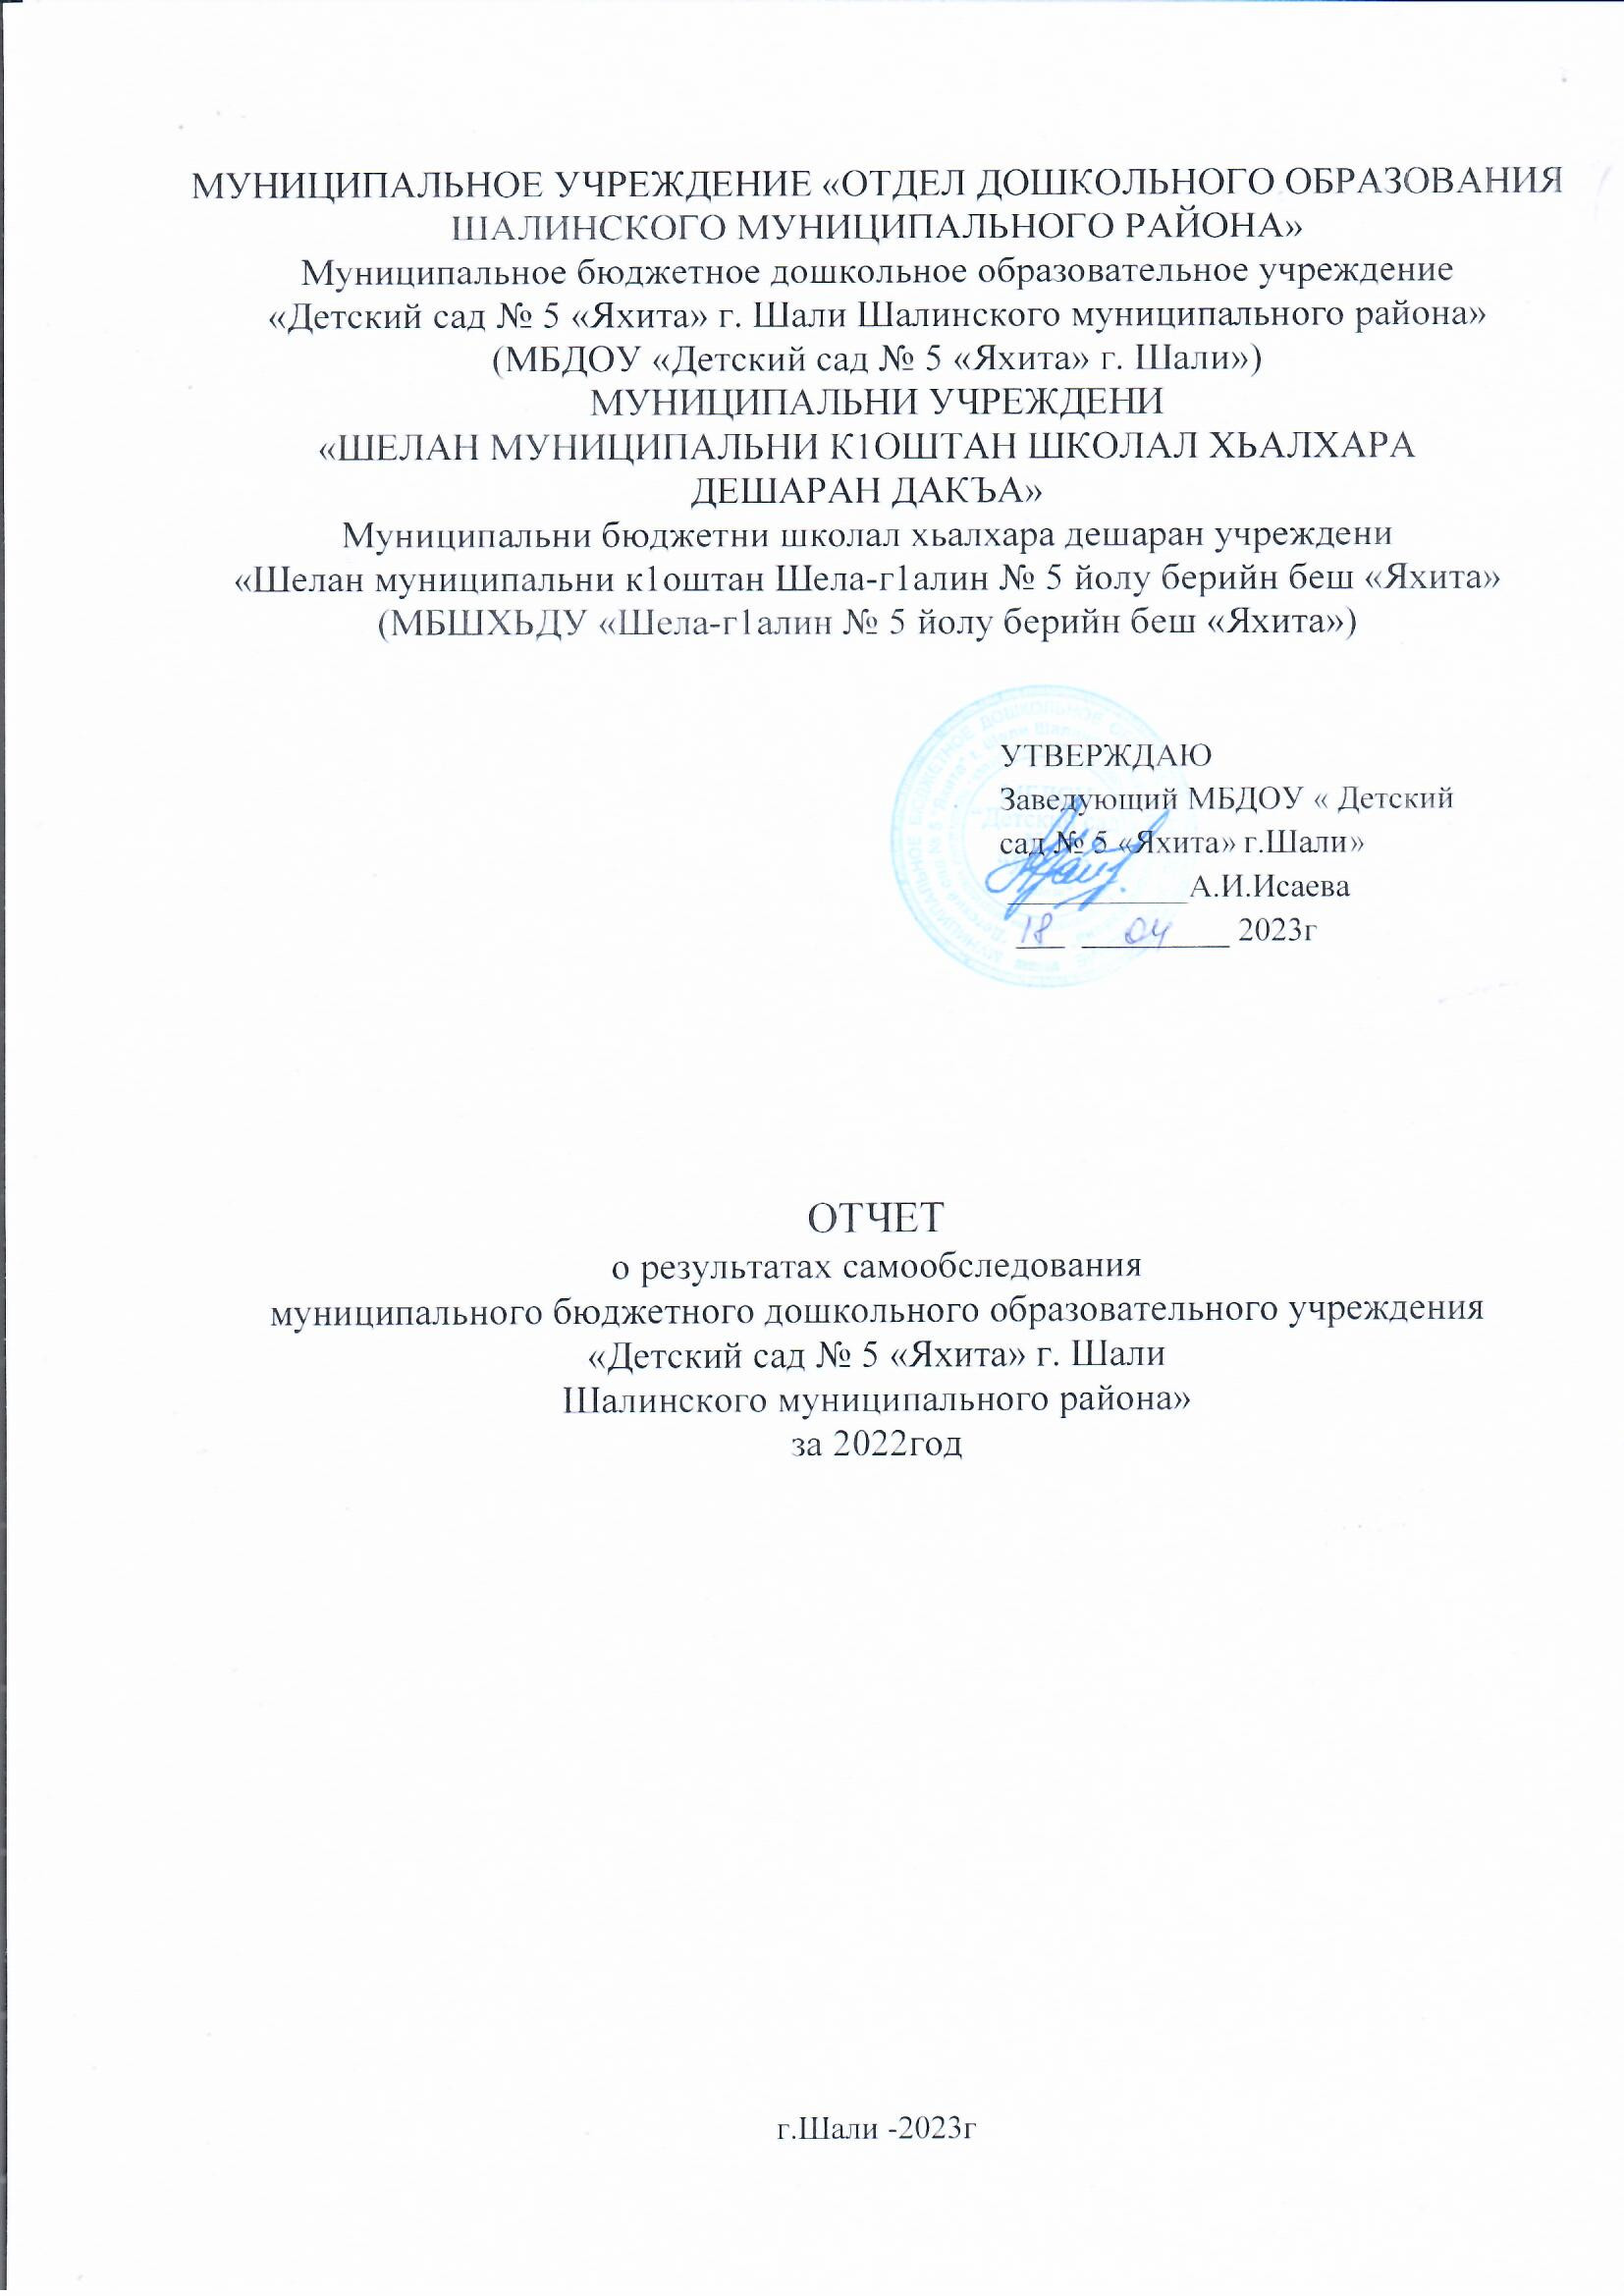 МУНИЦИПАЛЬНОЕ УЧРЕЖДЕНИЕ «ОТДЕЛ ДОШКОЛЬНОГО ОБРАЗОВАНИЯ
ШАЛИНСКОГО МУНИЦИПАЛЬНОГО РАЙОНА»
Муниципальное бюджетное дошкольное образовательное учреждение
«Детский сад № 5 «Яхита» г. Шали Шалинского муниципального района»
(МБДОУ «Детский сад № 5 «Яхита» г. Шали»)
МУНИЦИПАЛЬНИ УЧРЕЖДЕНИ
«ШЕЛАН МУНИЦИПАЛЬНИ К1ОШТАН ШКОЛАЛ ХЬАЛХАРА
ДЕШАРАН ДАКЪА»
Муниципальни бюджетни школал хьалхара дешаран учреждени
«Шелан муниципальни к1оштан Шела-г1алин № 5 йолу берийн беш «Яхита»
(МБШХЬДУ «Шела-г1алин № 5 йолу берийн беш «Яхита»)
УТВЕРЖДАЮ
Заведующий МБДОУ « Детский
сад № 5 «Яхита» г.Шали»
___________А.И.Исаева
18 04 2023г
ОТЧЕТ
о результатах самообследования
муниципального бюджетного дошкольного образовательного учреждения
«Детский сад № 5 «Яхита» г. Шали
Шалинского муниципального района»
за 2022год
г.Шали -2023г